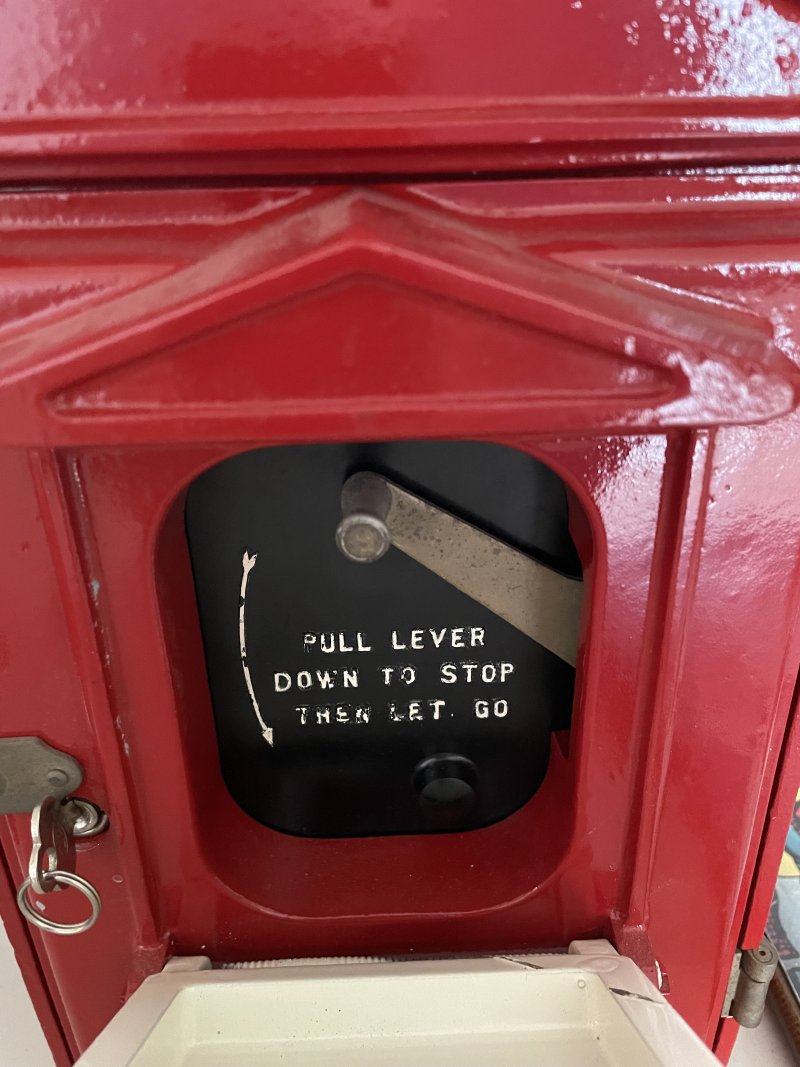 PULL LEVER
DOWN TO STOP
THEN LET GO